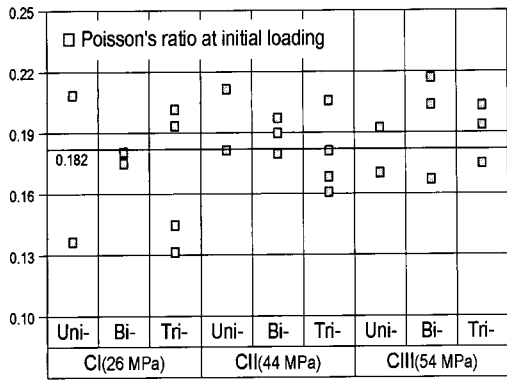 0.25
□ Poisson's ratio at initial loading
0.22
0.19
0.182
0.16
0.13
0.10
Uni- Bi- Tri- Uni- Bi- Tri- Uni- Bi- Tri-
CI(26 MPa) CII(44 MPa) CIII(54 MPa)